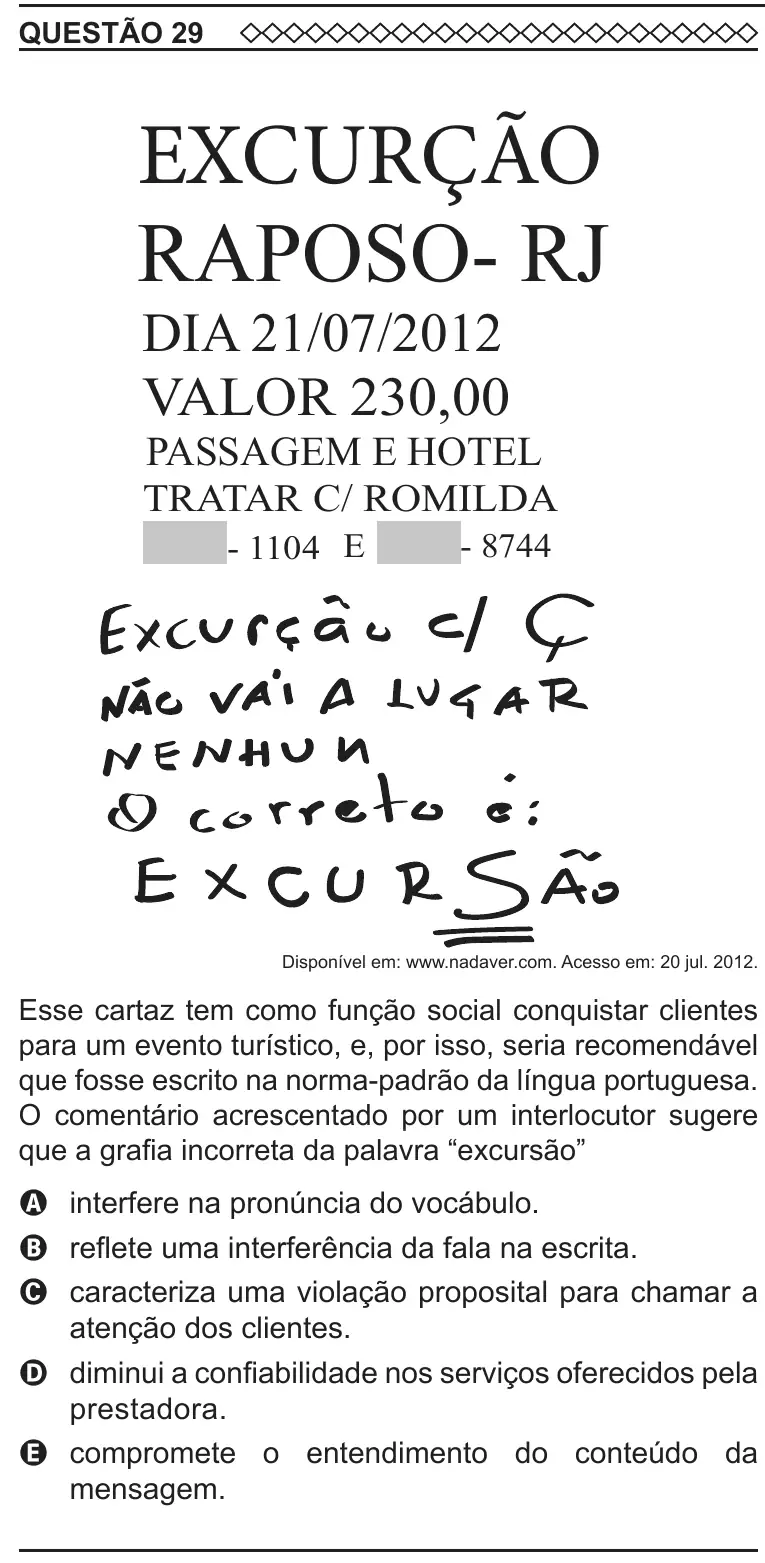 QUESTÃO 29
EXCURÇÃO
RAPOSO- RJ
DIA 21/07/2012
VALOR 230,00
PASSAGEM E HOTEL
TRATAR C/ ROMILDA
- 1104 E - 8744
Excurção c/ Ç
NÃO VAI A LUGAR
NENHUN
O correto é:
EXCURSÃO
Disponível em: www.nadaver.com. Acesso em: 20 jul. 2012.
Esse cartaz tem como função social conquistar clientes
para um evento turístico, e, por isso, seria recomendável
que fosse escrito na norma-padrão da língua portuguesa.
O comentário acrescentado por um interlocutor sugere
que a grafia incorreta da palavra “excursão”
A interfere na pronúncia do vocábulo.
B reflete uma interferência da fala na escrita.
C caracteriza uma violação proposital para chamar a
atenção dos clientes.
D diminui a confiabilidade nos serviços oferecidos pela
prestadora.
E compromete o entendimento do conteúdo da
mensagem.